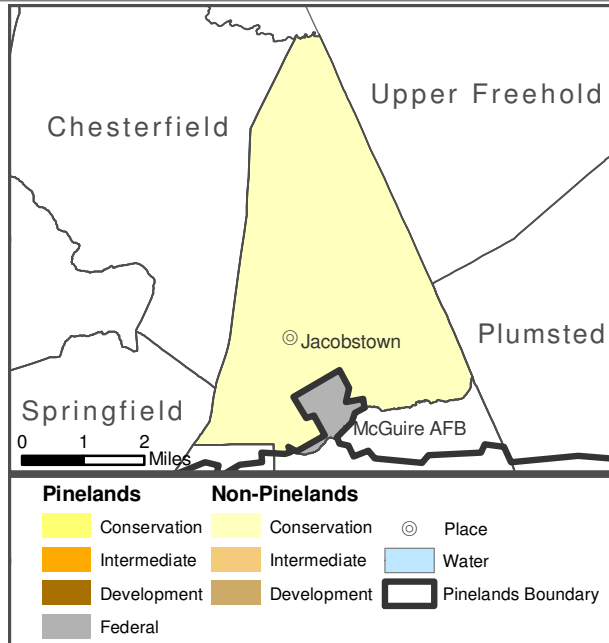 Upper Freehold
Chesterfield
Jacobstown
Plumsted
Springfield
McGuire AFB
0 1 2
Miles
Pinelands Non-Pinelands
Conservation Conservation Place
Intermediate Intermediate Water
Development Development Pinelands Boundary
Federal